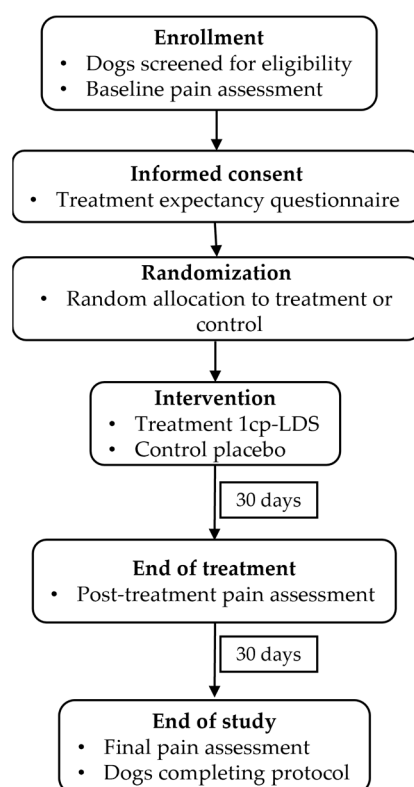 Enrollment
• Dogs screened for eligibility
• Baseline pain assessment
Informed consent
• Treatment expectancy questionnaire
Randomization
• Random allocation to treatment or
control
Intervention
• Treatment 1cp-LDS
• Control placebo
30 days
End of treatment
• Post-treatment pain assessment
30 days
End of study
• Final pain assessment
• Dogs completing protocol